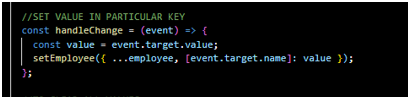 //SET VALUE IN PARTICULAR KEY
const handleChange = (event) => {
const value = event.target.value;
setEmployee({ ...employee, [event.target.name]: value });
};